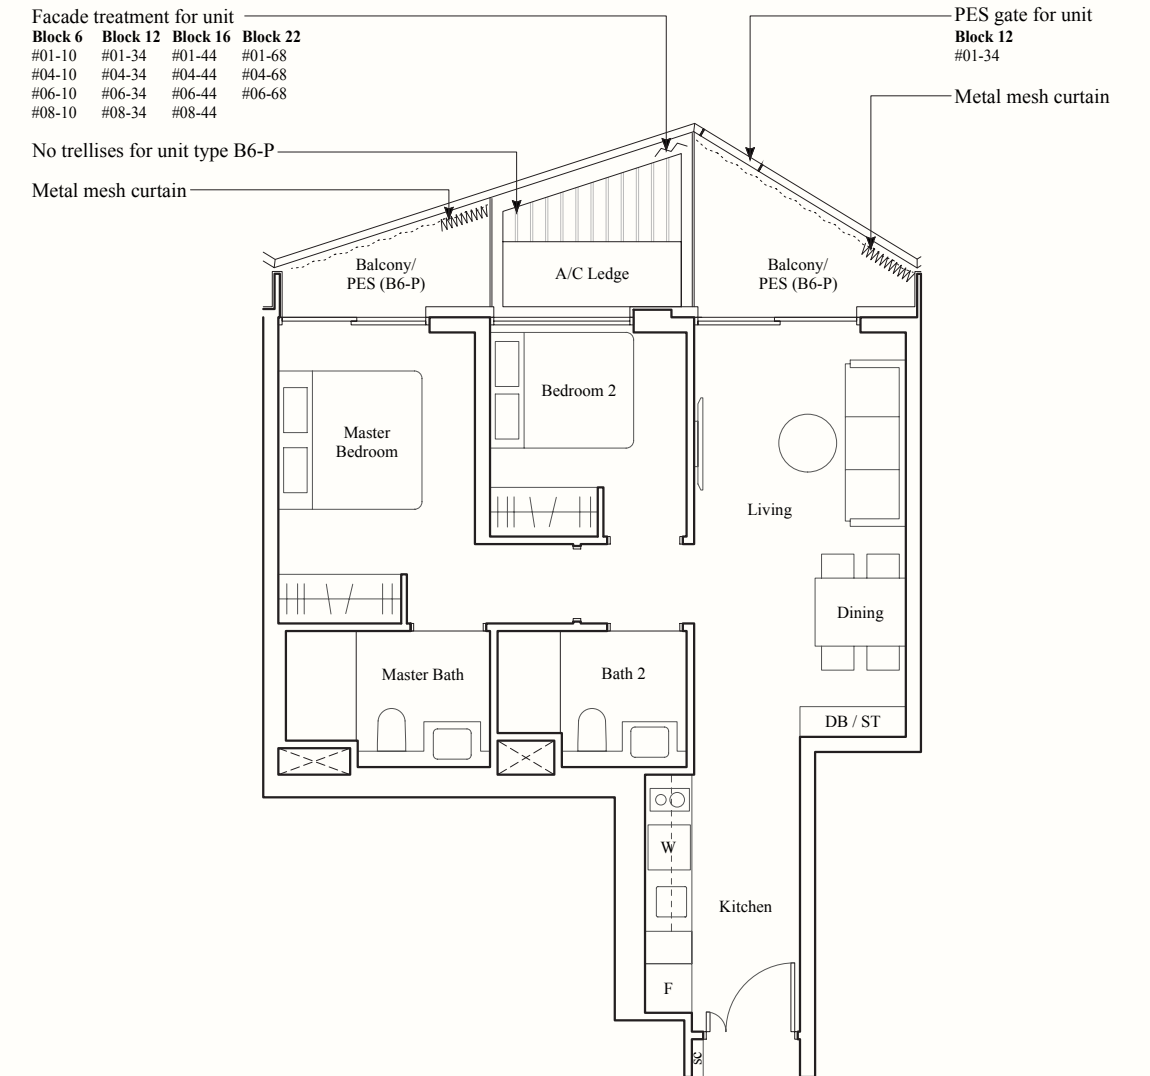 Facade treatment for unit
Block 6 Block 12 Block 16 Block 22
#01-10 #01-34 #01-44 #01-68
#04-10 #04-34 #04-44 #04-68
#06-10 #06-34 #06-44 #06-68
#08-10 #08-34 #08-44
No trellises for unit type B6-P
Metal mesh curtain
PES gate for unit
Block 12
#01-34
Metal mesh curtain
Balcony/
PES (B6-P)
A/C Ledge
Balcony/
PES (B6-P)
Master
Bedroom
Bedroom 2
Living
Dining
Master Bath
Bath 2
DB / ST
W
Kitchen
F
SC